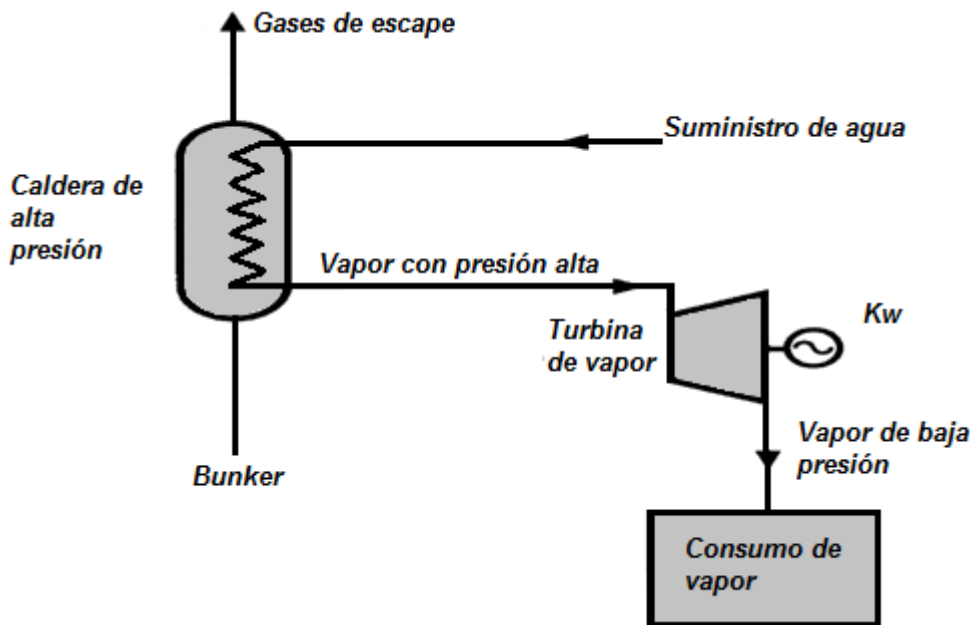 Gases de escape
Suministro de agua
Caldera de
alta
presión
Vapor con presión alta
Kw
Turbina
de vapor
Vapor de baja
presión
Bunker
Consumo de
vapor